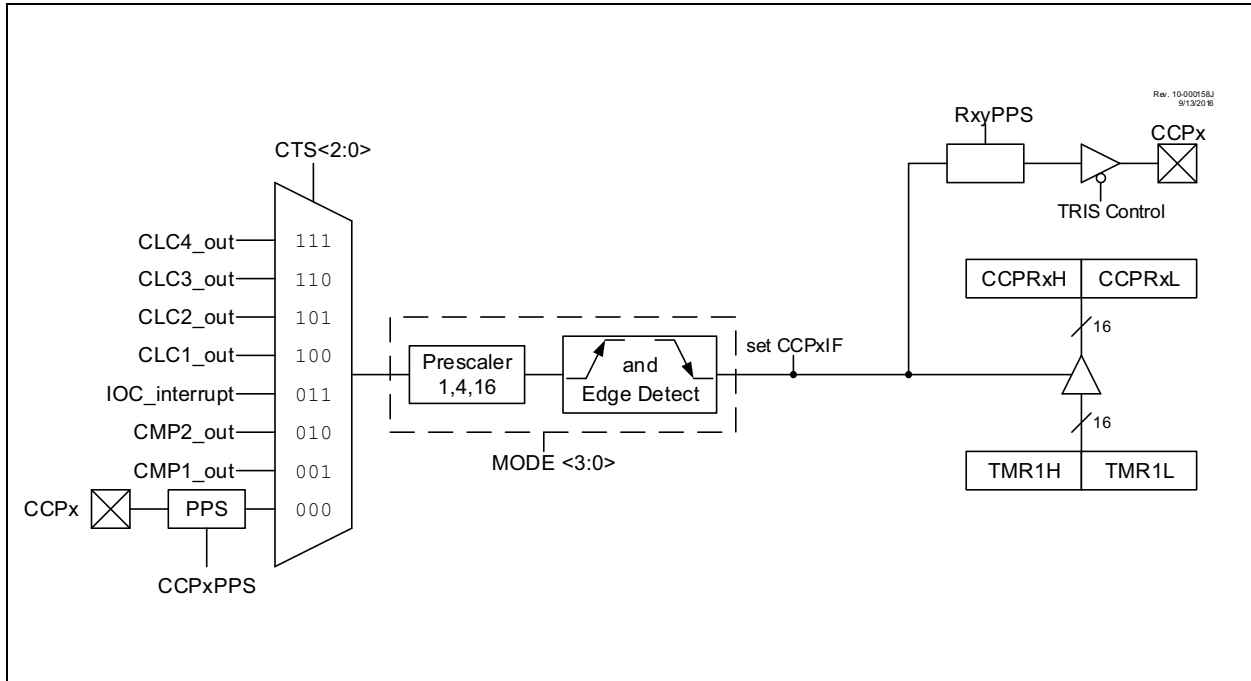 Rev. 10-000158J
9/13/2016
RxyPPS
CCPx
TRIS Control
CTS<2:0>
CLC4_out 111
CLC3_out 110
CLC2_out 101
CLC1_out 100
IOC_interrupt 011
CMP2_out 010
CMP1_out 001
CCPx PPS 000
CCPxPPS
Prescaler
1,4,16
and
Edge Detect
MODE <3:0>
set CCPxIF
CCPRxH CCPRxL
16
16
TMR1H TMR1L